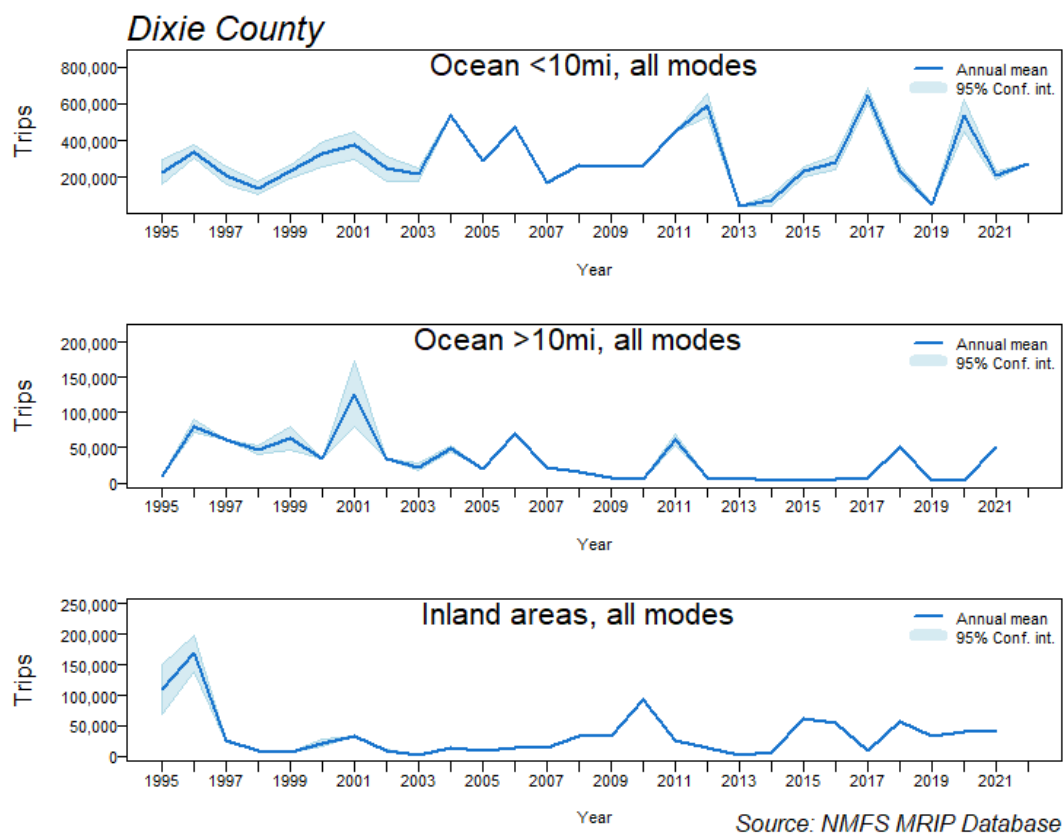 Dixie County
Ocean <10mi, all modes
Annual mean
95% Conf. int.
Trips
800,000
600,000
400,000
200,000
1995 1997 1999 2001 2003 2005 2007 2009 2011 2013 2015 2017 2019 2021
Year
Ocean >10mi, all modes
Annual mean
95% Conf. int.
Trips
200,000
150,000
100,000
50,000
0
1995 1997 1999 2001 2003 2005 2007 2009 2011 2013 2015 2017 2019 2021
Year
Inland areas, all modes
Annual mean
95% Conf. int.
Trips
250,000
200,000
150,000
100,000
50,000
0
1995 1997 1999 2001 2003 2005 2007 2009 2011 2013 2015 2017 2019 2021
Year
Source: NMFS MRIP Database